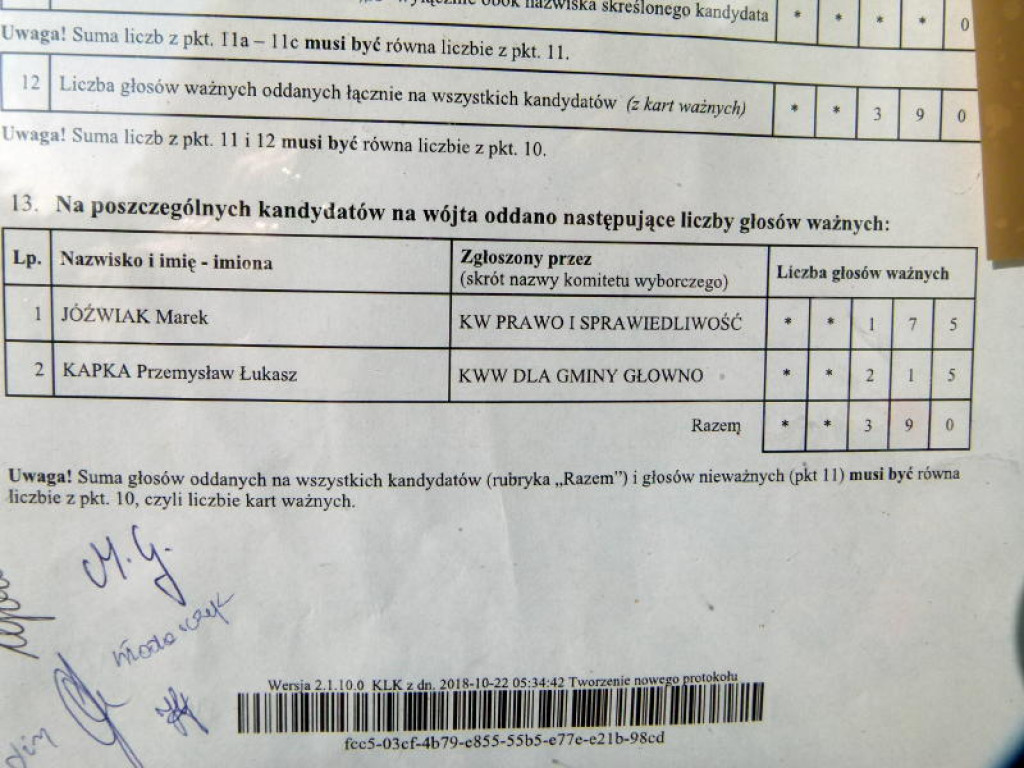 wyłącznie obok nazwiska skreślonego kandydata * * * * 0
Uwaga! Suma liczb z pkt. 11a – 11c musi być równa liczbie z pkt. 11.
12 Liczba głosów ważnych oddanych łącznie na wszystkich kandydatów (z kart ważnych) * * 3 9 0
Uwaga! Suma liczb z pkt. 11 i 12 musi być równa liczbie z pkt. 10.
13. Na poszczególnych kandydatów na wójta oddano następujące liczby głosów ważnych:
Lp. Nazwisko i imię - imiona Zgłoszony przez (skrót nazwy komitetu wyborczego) Liczba głosów ważnych
1 JÓŹWIAK Marek KW PRAWO I SPRAWIEDLIWOŚĆ * * 1 7 5
2 KAPKA Przemysław Łukasz KWW DLA GMINY GŁOWNO * * 2 1 5
Razem * * 3 9 0
Uwaga! Suma głosów oddanych na wszystkich kandydatów (rubryka „Razem”) i głosów nieważnych (pkt 11) musi być równa
liczbie z pkt. 10, czyli liczbie kart ważnych.
M. G.
Wersja 2.1.10.0 KLK z dn. 2018-10-22 05:34:42 Tworzenie nowego protokołu
fcc5-03cf-4b79-e855-55b5-e77e-e21b-98cd